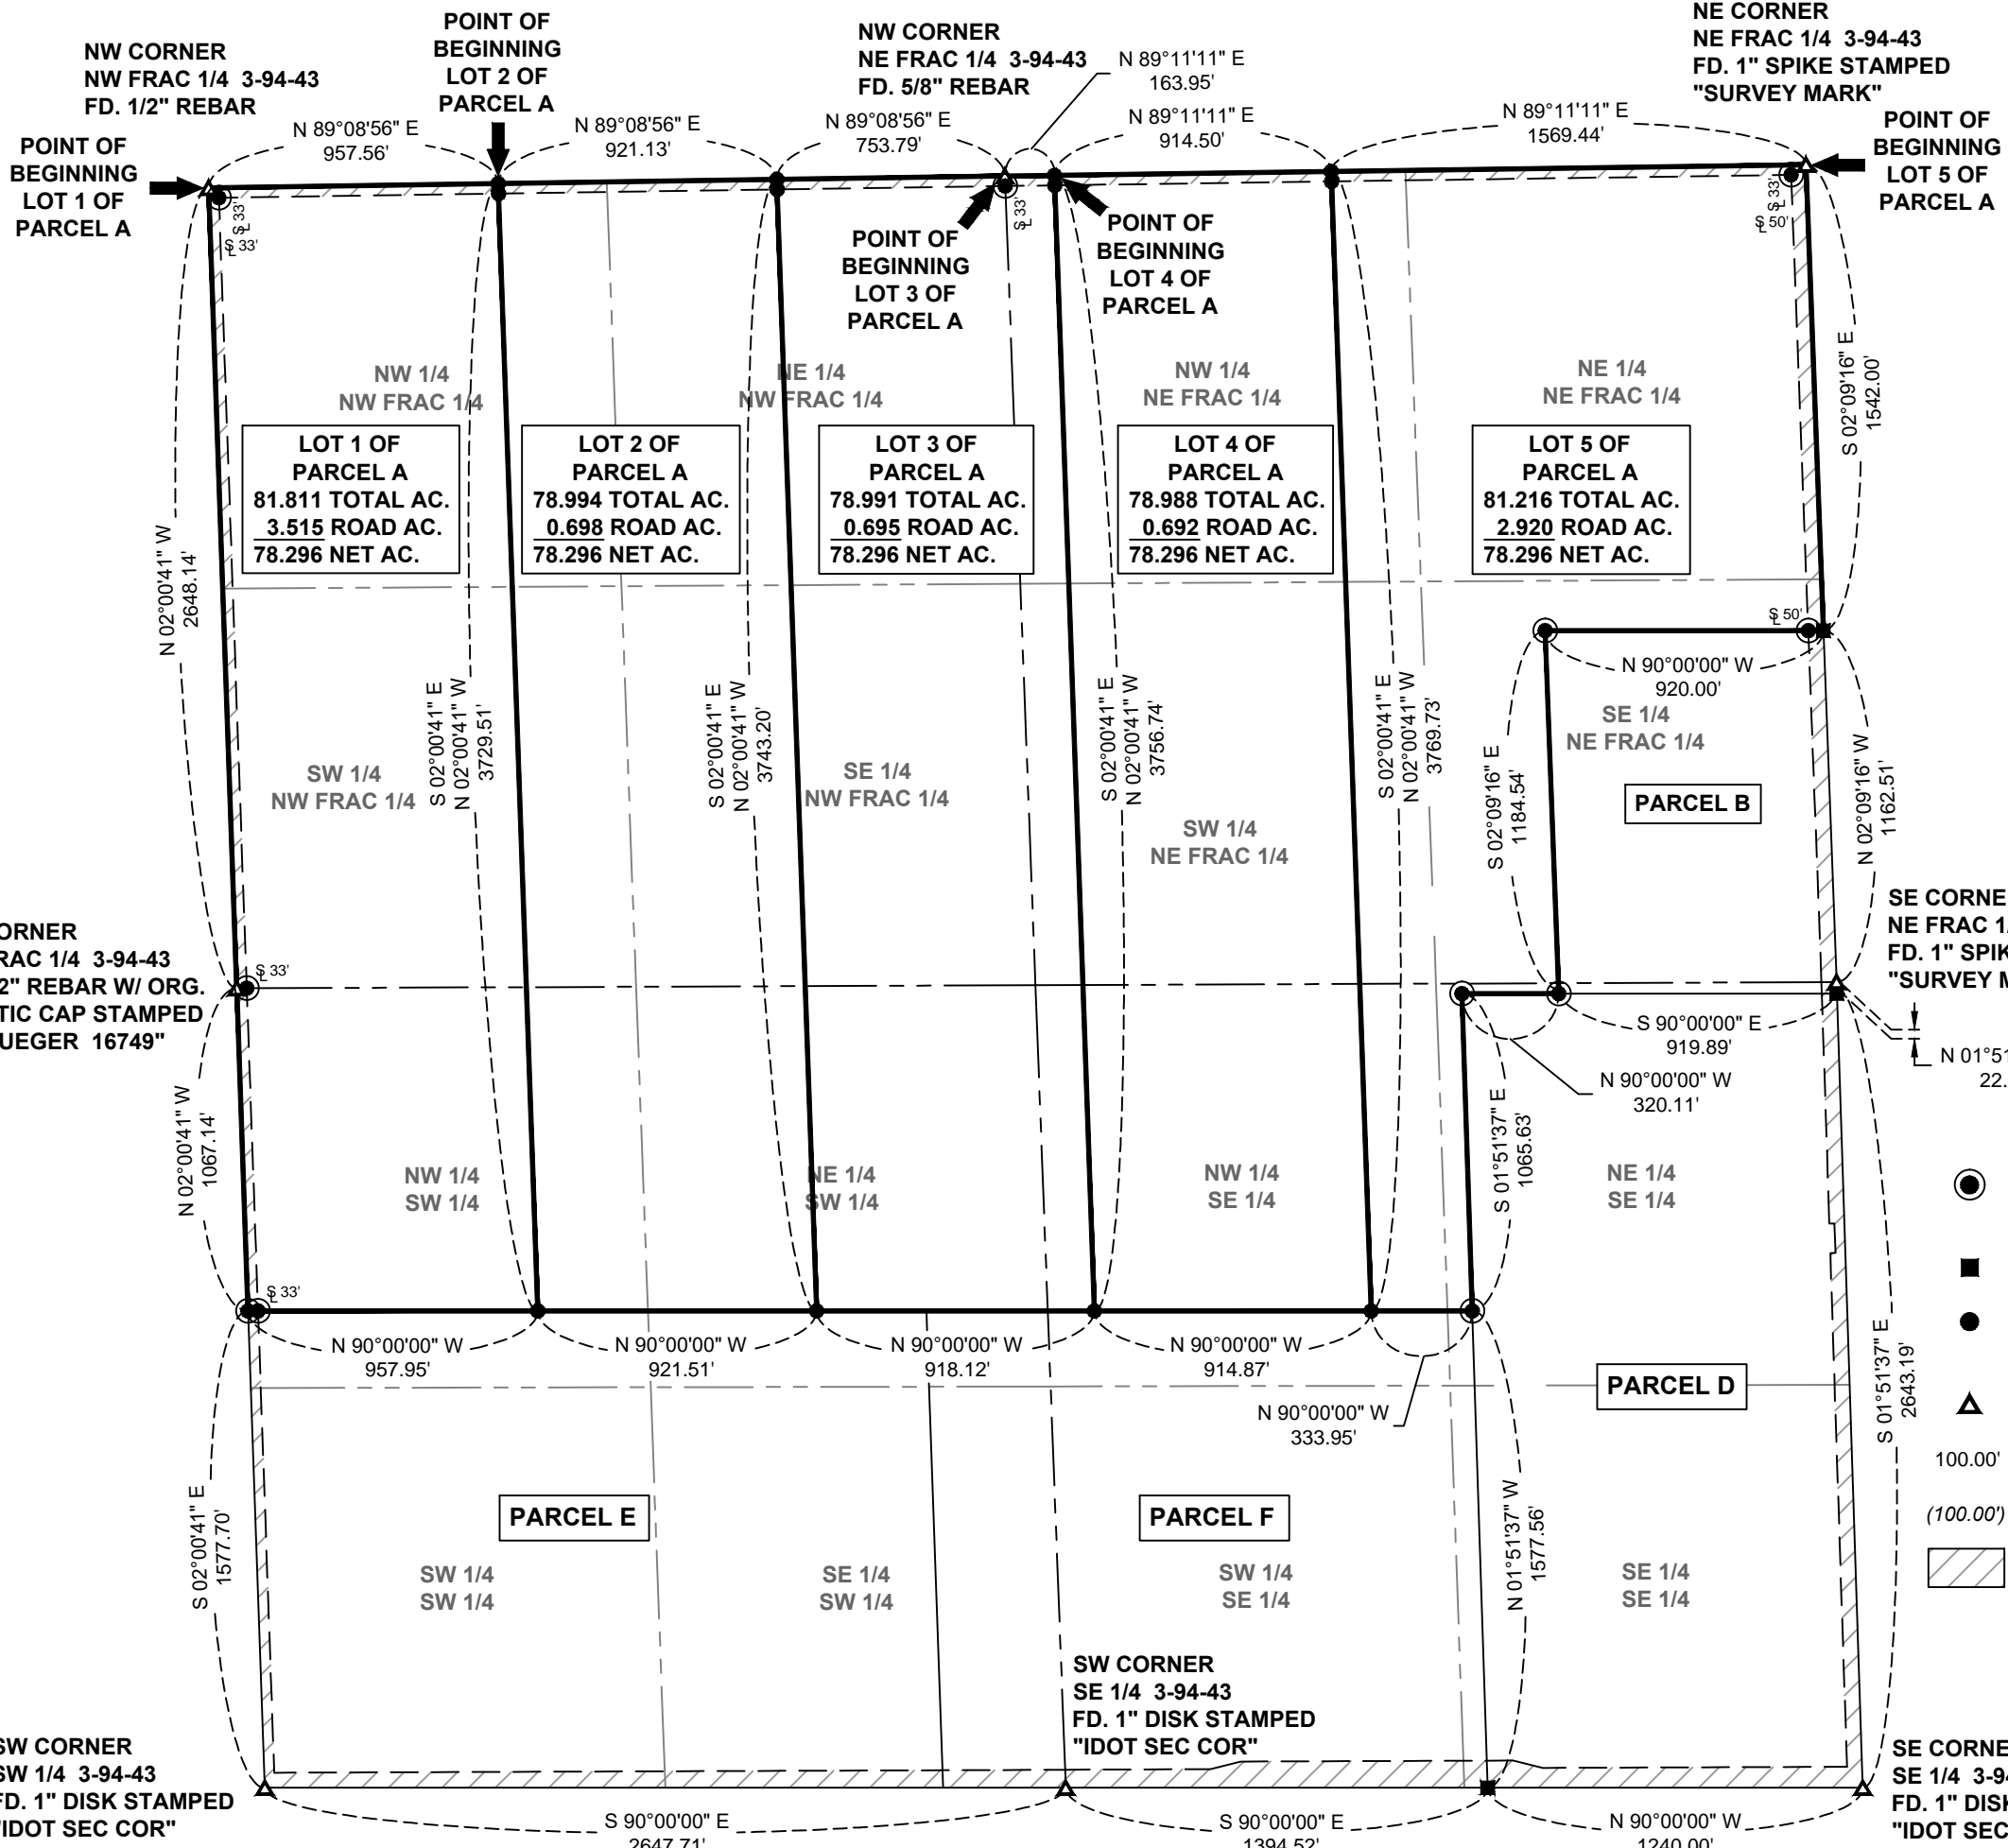 NW CORNER
NW FRAC 1/4 3-94-43
FD. 1/2" REBAR
POINT OF
BEGINNING
LOT 2 OF
PARCEL A
NW CORNER
NE FRAC 1/4 3-94-43
FD. 5/8" REBAR
N 89°11'11" E
163.95'
NE CORNER
NE FRAC 1/4 3-94-43
FD. 1" SPIKE STAMPED
"SURVEY MARK"
POINT OF
BEGINNING
LOT 1 OF
PARCEL A
N 89°08'56" E
957.56'
N 89°08'56" E
921.13'
N 89°08'56" E
753.79'
N 89°11'11" E
914.50'
N 89°11'11" E
1569.44'
POINT OF
BEGINNING
LOT 5 OF
PARCEL A
33'
33'
33'
33'
50'
POINT OF
BEGINNING
LOT 3 OF
PARCEL A
POINT OF
BEGINNING
LOT 4 OF
PARCEL A
NW 1/4
NW FRAC 1/4
NE 1/4
NW FRAC 1/4
NW 1/4
NE FRAC 1/4
NE 1/4
NE FRAC 1/4
S 02°09'16" E
1542.00'
LOT 1 OF
PARCEL A
81.811 TOTAL AC.
3.515 ROAD AC.
78.296 NET AC.
LOT 2 OF
PARCEL A
78.994 TOTAL AC.
0.698 ROAD AC.
78.296 NET AC.
LOT 3 OF
PARCEL A
78.991 TOTAL AC.
0.695 ROAD AC.
78.296 NET AC.
LOT 4 OF
PARCEL A
78.988 TOTAL AC.
0.692 ROAD AC.
78.296 NET AC.
LOT 5 OF
PARCEL A
81.216 TOTAL AC.
2.920 ROAD AC.
78.296 NET AC.
N 02°00'41" W
2648.14'
50'
N 90°00'00" W
920.00'
SE 1/4
NE FRAC 1/4
S 02°00'41" E
N 02°00'41" W
3729.51'
S 02°00'41" E
N 02°00'41" W
3743.20'
S 02°00'41" E
N 02°00'41" W
3756.74'
S 02°00'41" E
N 02°00'41" W
3769.73'
S 02°09'16" E
1184.54'
N 02°09'16" W
1162.51'
SW 1/4
NW FRAC 1/4
SE 1/4
NW FRAC 1/4
SW 1/4
NE FRAC 1/4
PARCEL B
ORNER
RAC 1/4 3-94-43
2" REBAR W/ ORG.
TIC CAP STAMPED
UEGER 16749"
33'
SE CORNE
NE FRAC 1/
FD. 1" SPIK
"SURVEY M
S 90°00'00" E
919.89'
N 90°00'00" W
320.11'
N 01°51
22.
N 02°00'41" W
1067.14'
S 01°51'37" E
1065.63'
NW 1/4
SW 1/4
NE 1/4
SW 1/4
NW 1/4
SE 1/4
NE 1/4
SE 1/4
33'
N 90°00'00" W
957.95'
N 90°00'00" W
921.51'
N 90°00'00" W
918.12'
N 90°00'00" W
914.87'
N 90°00'00" W
333.95'
PARCEL D
S 01°51'37" E
2643.19'
100.00'
(100.00')
S 02°00'41" E
1577.70'
N 01°51'37" W
1577.56'
PARCEL E
PARCEL F
SW 1/4
SW 1/4
SE 1/4
SW 1/4
SW 1/4
SE 1/4
SE 1/4
SE 1/4
SW CORNER
SE 1/4 3-94-43
FD. 1" DISK STAMPED
"IDOT SEC COR"
SW CORNER
SW 1/4 3-94-43
FD. 1" DISK STAMPED
"IDOT SEC COR"
SE CORNE
SE 1/4 3-9
FD. 1" DISK
"IDOT SEC
S 90°00'00" E
2647.71'
S 90°00'00" E
1394.52'
N 90°00'00" W
1240.00'